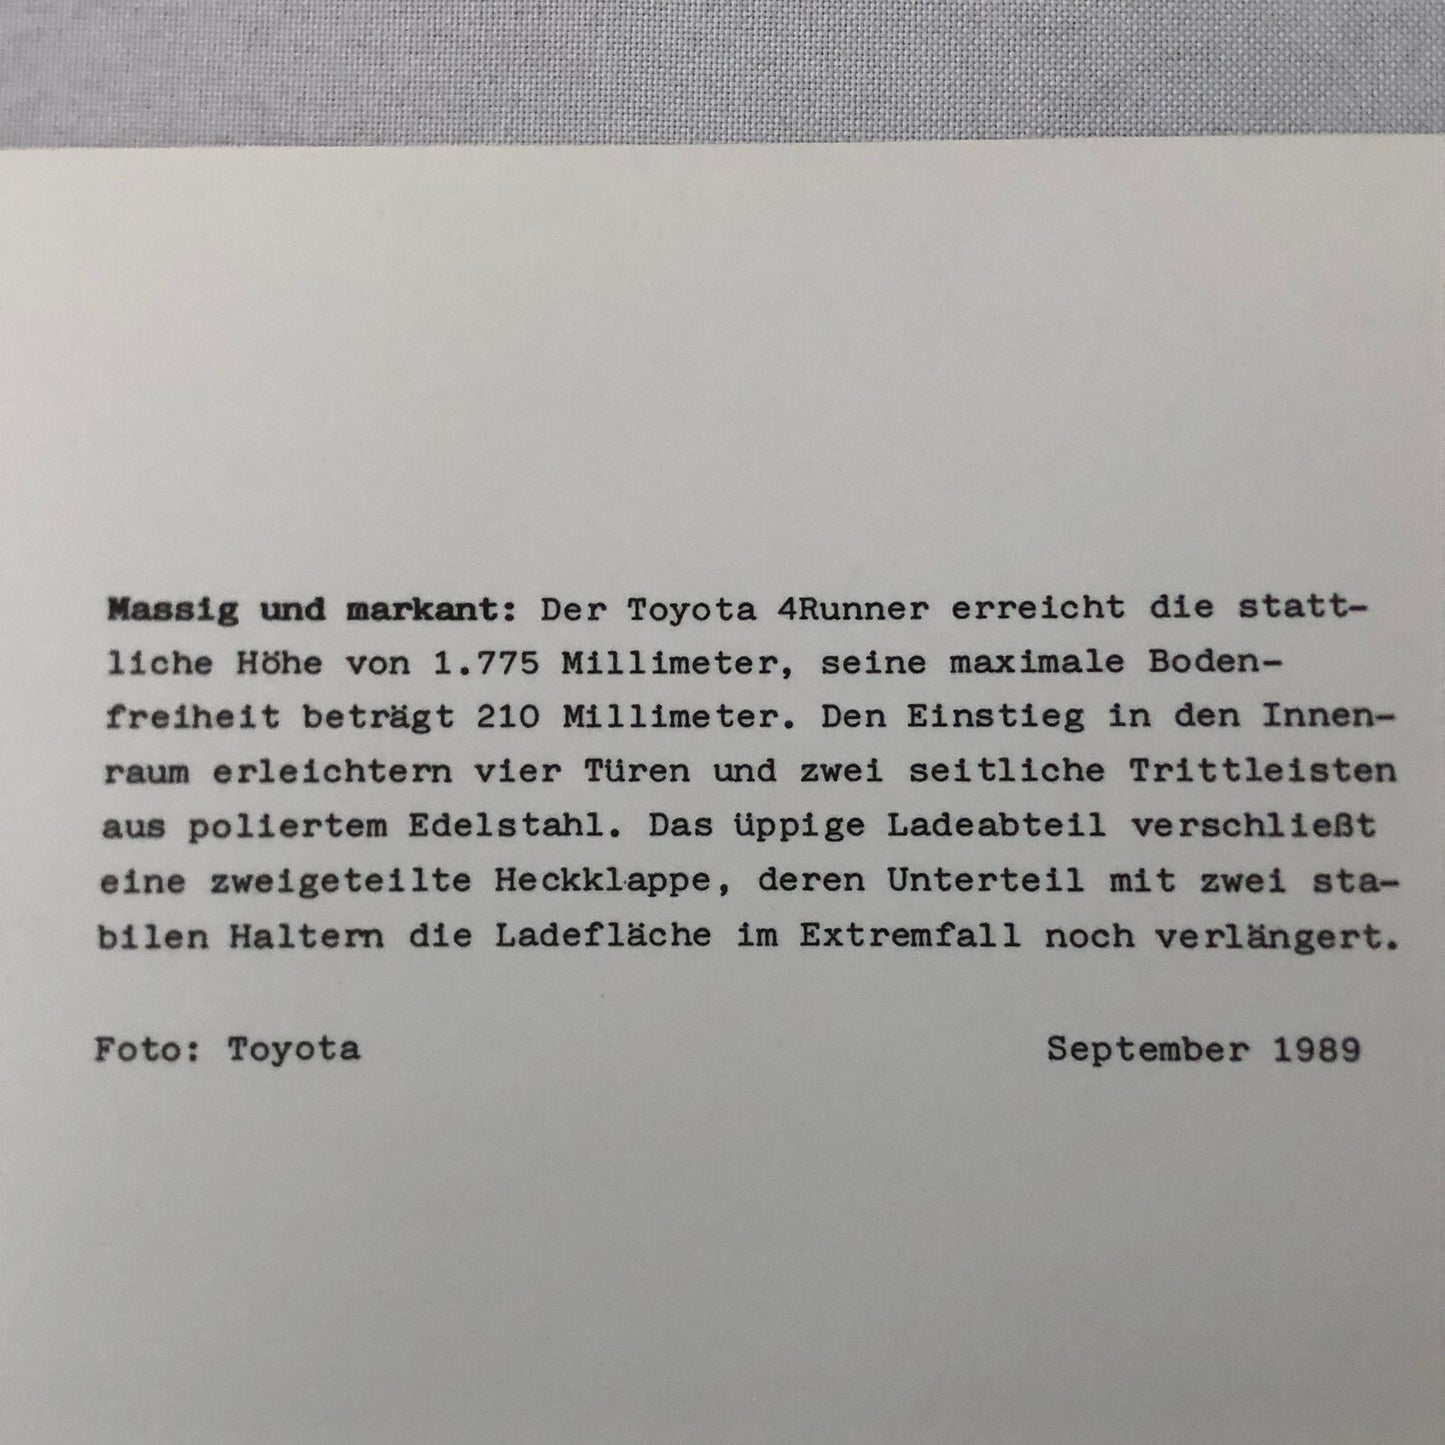 Massig und markant: Der Toyota 4Runner erreicht die statt-
liche Höhe von 1.775 Millimeter, seine maximale Boden-
freiheit beträgt 210 Millimeter. Den Einstieg in den Innen-
raum erleichtern vier Türen und zwei seitliche Trittleisten
aus poliertem Edelstahl. Das üppige Ladeabteil verschließt
eine zweigeteilte Heckklappe, deren Unterteil mit zwei sta-
bilen Haltern die Ladefläche im Extremfall noch verlängert.
Foto: Toyota September 1989